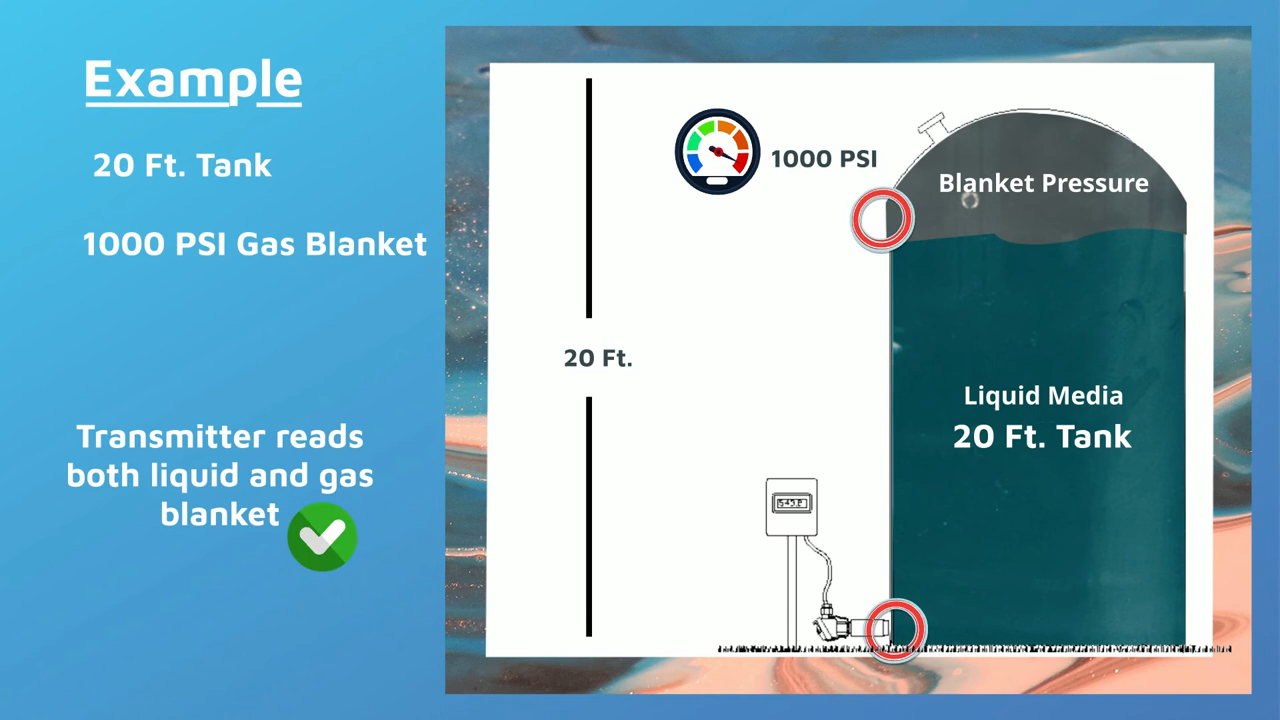 Example
20 Ft. Tank
1000 PSI Gas Blanket
Transmitter reads
both liquid and gas
blanket
1000 PSI
Blanket Pressure
20 Ft.
Liquid Media
20 Ft. Tank